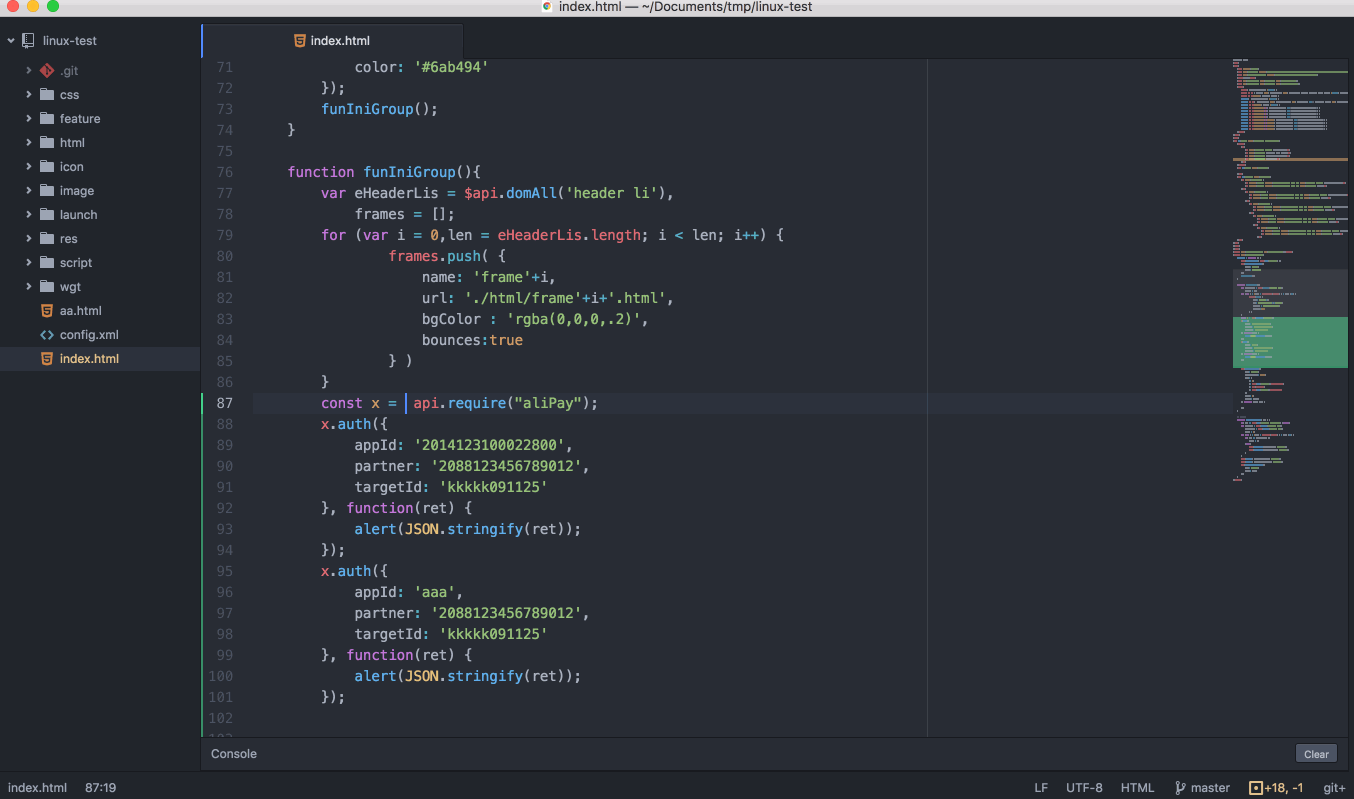 index.html — ~/Documents/tmp/linux-test
linux-test
.git
css
feature
html
icon
image
launch
res
script
wgt
aa.html
config.xml
index.html
index.html
71 color: '#6ab494'
72 });
73 funIniGroup();
74 }
75
76 function funIniGroup(){
77 var eHeaderLis = $api.domAll('header li'),
78 frames = [];
79 for (var i = 0,len = eHeaderLis.length; i < len; i++) {
80 frames.push( {
81 name: 'frame'+i,
82 url: './html/frame'+i+'.html',
83 bgColor : 'rgba(0,0,0,.2)',
84 bounces:true
85 } )
86 }
87 const x = api.require("aliPay");
88 x.auth({
89 appId: '2014123100022800',
90 partner: '2088123456789012',
91 targetId: 'kkkkk091125'
92 }, function(ret) {
93 alert(JSON.stringify(ret));
94 });
95 x.auth({
96 appId: 'aaa',
97 partner: '2088123456789012',
98 targetId: 'kkkkk091125'
99 }, function(ret) {
100 alert(JSON.stringify(ret));
101 });
102
Console
Clear
index.html 87:19
LF UTF-8 HTML master +18, -1 git+